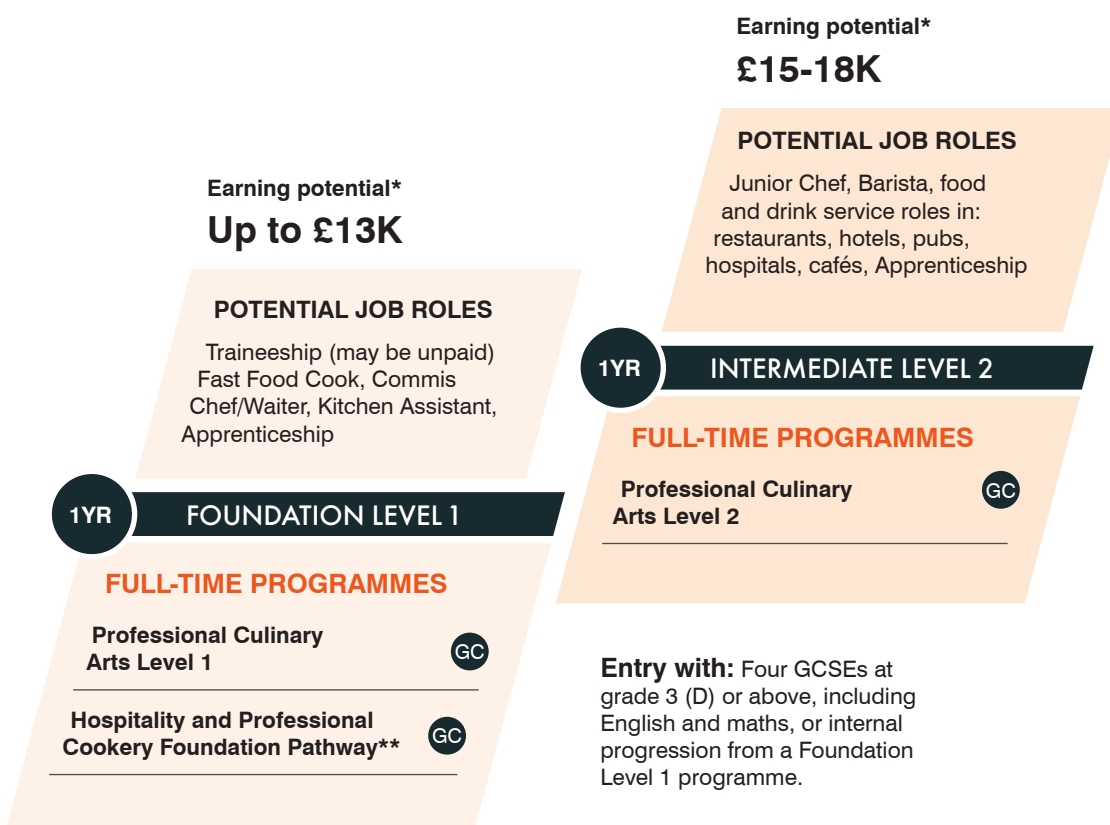 Earning potential*
Up to £13K
POTENTIAL JOB ROLES
Traineeship (may be unpaid)
Fast Food Cook, Commis
Chef/Waiter, Kitchen Assistant,
Apprenticeship
1YR
FOUNDATION LEVEL 1
FULL-TIME PROGRAMMES
Professional Culinary
Arts Level 1
GC
Hospitality and Professional
Cookery Foundation Pathway**
GC
Earning potential*
£15-18K
POTENTIAL JOB ROLES
Junior Chef, Barista, food
and drink service roles in:
restaurants, hotels, pubs,
hospitals, cafés, Apprenticeship
1YR
INTERMEDIATE LEVEL 2
FULL-TIME PROGRAMMES
Professional Culinary
Arts Level 2
GC
Entry with: Four GCSEs at
grade 3 (D) or above, including
English and maths, or internal
progression from a Foundation
Level 1 programme.